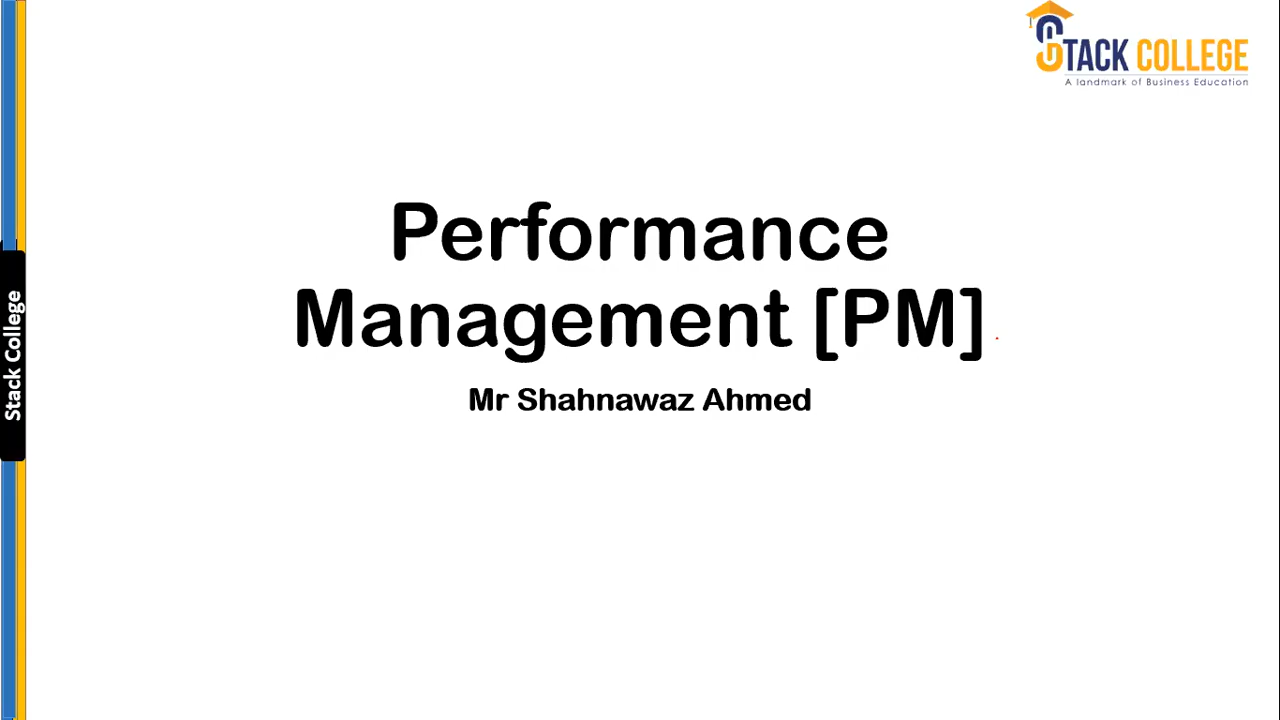 STACK COLLEGE
A landmark of Business Education
Performance
Management [PM]
Mr Shahnawaz Ahmed
Stack College